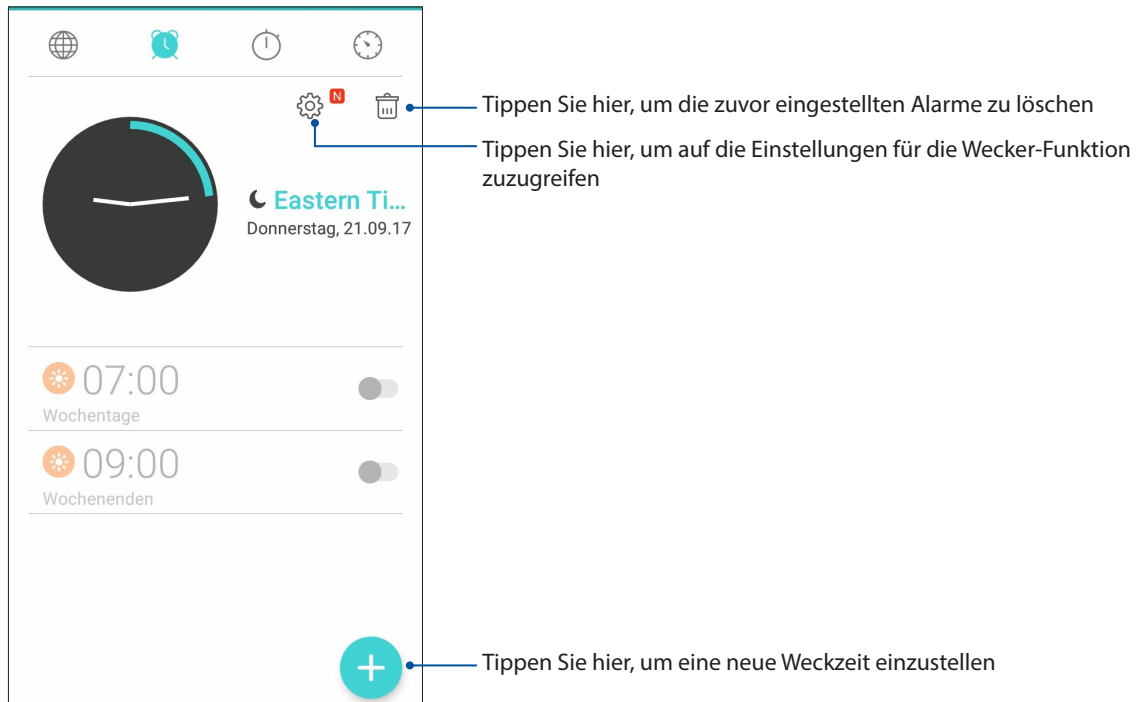 N
Tippen Sie hier, um die zuvor eingestellten Alarme zu löschen
Tippen Sie hier, um auf die Einstellungen für die Wecker-Funktion
zuzugreifen
Eastern Ti...
Donnerstag, 21.09.17
07:00
Wochentage
09:00
Wochenenden
Tippen Sie hier, um eine neue Weckzeit einzustellen